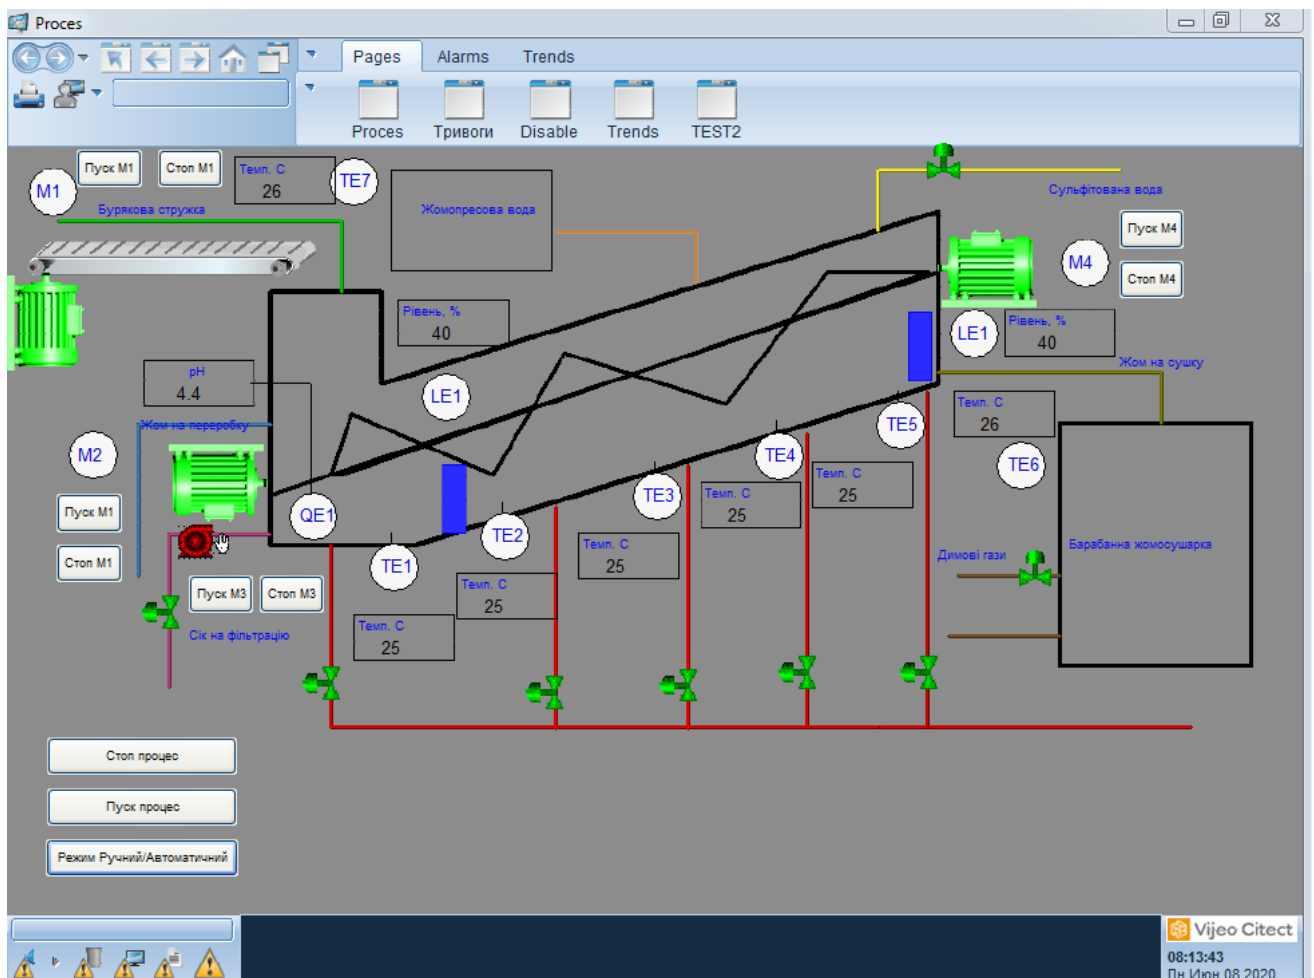 Proces
Pages Alarms Trends
Proces Тривоги Disable Trends TEST2
M1
Пуск М1
Стоп М1
Темп. С
26
TE7
Бурякова стружка
Жомопресова вода
Сульфітована вода
Пуск М4
M4
Стоп М4
Рівень, %
40
LE1
Рівень, %
40
Жом на сушку
pH
4.4
LE1
Жом на переробку
Темп. С
26
M2
TE5
TE4
TE6
Темп. С
25
TE3
Темп. С
25
Пуск М1
QE1
TE2
Стоп М1
Темп. С
25
Барабанна жомосушарка
Димові гази
TE1
Темп. С
25
Пуск М3
Стоп М3
Темп. С
25
Сік на фільтрацію
Стоп процес
Пуск процес
Режим Ручний/Автоматичний
Vijeo Citect
08:13:43
Пн Июн 08 2020